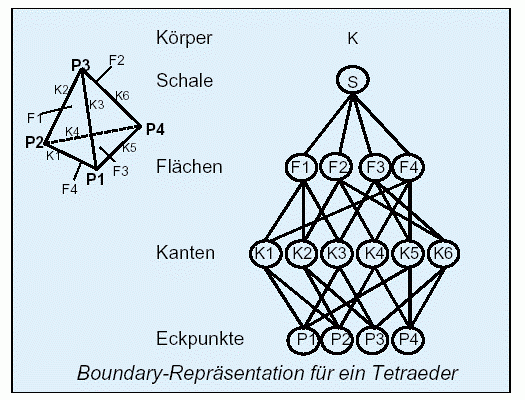 Körper K
P3 F2
Schale S
K2 K6
K3
F1
K4 P4
P2
K1 K5
F3
Flächen F1 F2 F3 F4
F4 P1
Kanten K1 K2 K3 K4 K5 K6
Eckpunkte P1 P2 P3 P4
Boundary-Repräsentation für ein Tetraeder